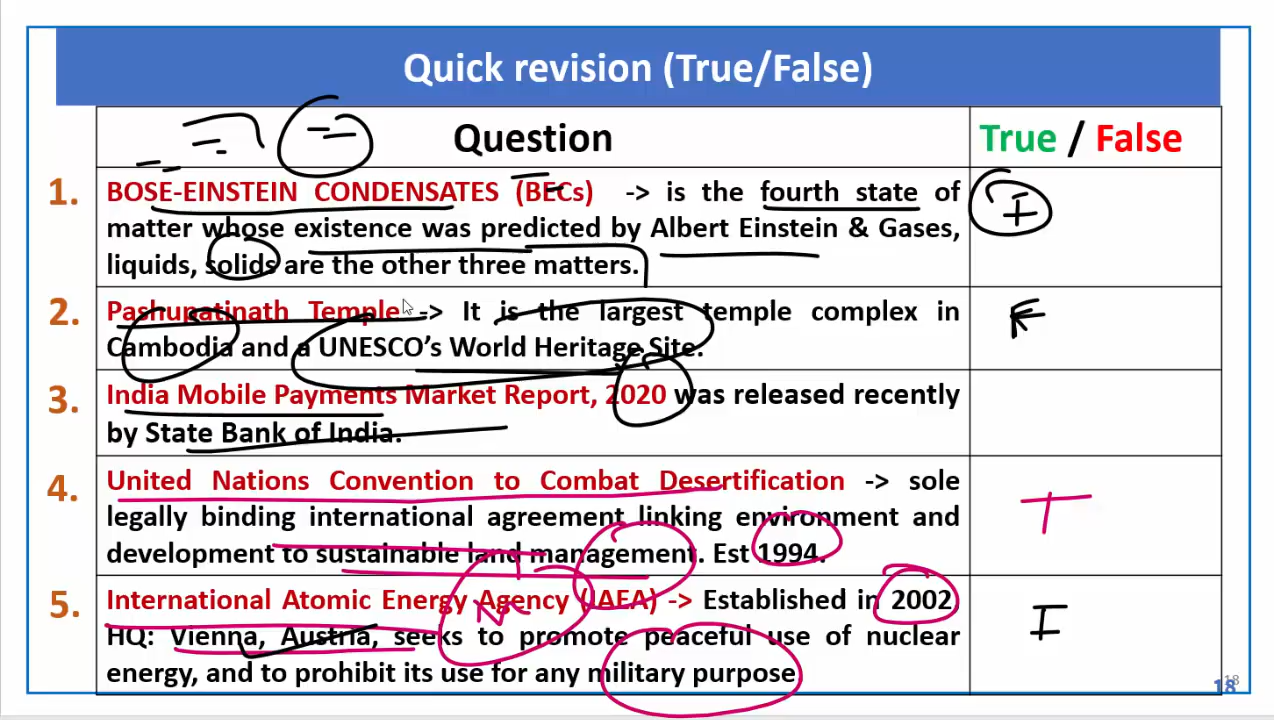 Quick revision (True/False)
Question
True / False
1.
BOSE-EINSTEIN CONDENSATES (BECs) -> is the fourth state of
matter whose existence was predicted by Albert Einstein & Gases,
liquids, solids are the other three matters.
2.
Pashupatinath Temple -> It is the largest temple complex in
Cambodia and a UNESCO's World Heritage Site.
F
3.
India Mobile Payments Market Report, 2020 was released recently
by State Bank of India.
4.
United Nations Convention to Combat Desertification -> sole
legally binding international agreement linking environment and
development to sustainable land management. Est 1994.
T
5.
International Atomic Energy Agency (IAEA) -> Established in 2002,
HQ: Vienna, Austria, seeks to promote peaceful use of nuclear
energy, and to prohibit its use for any military purpose.
18
18